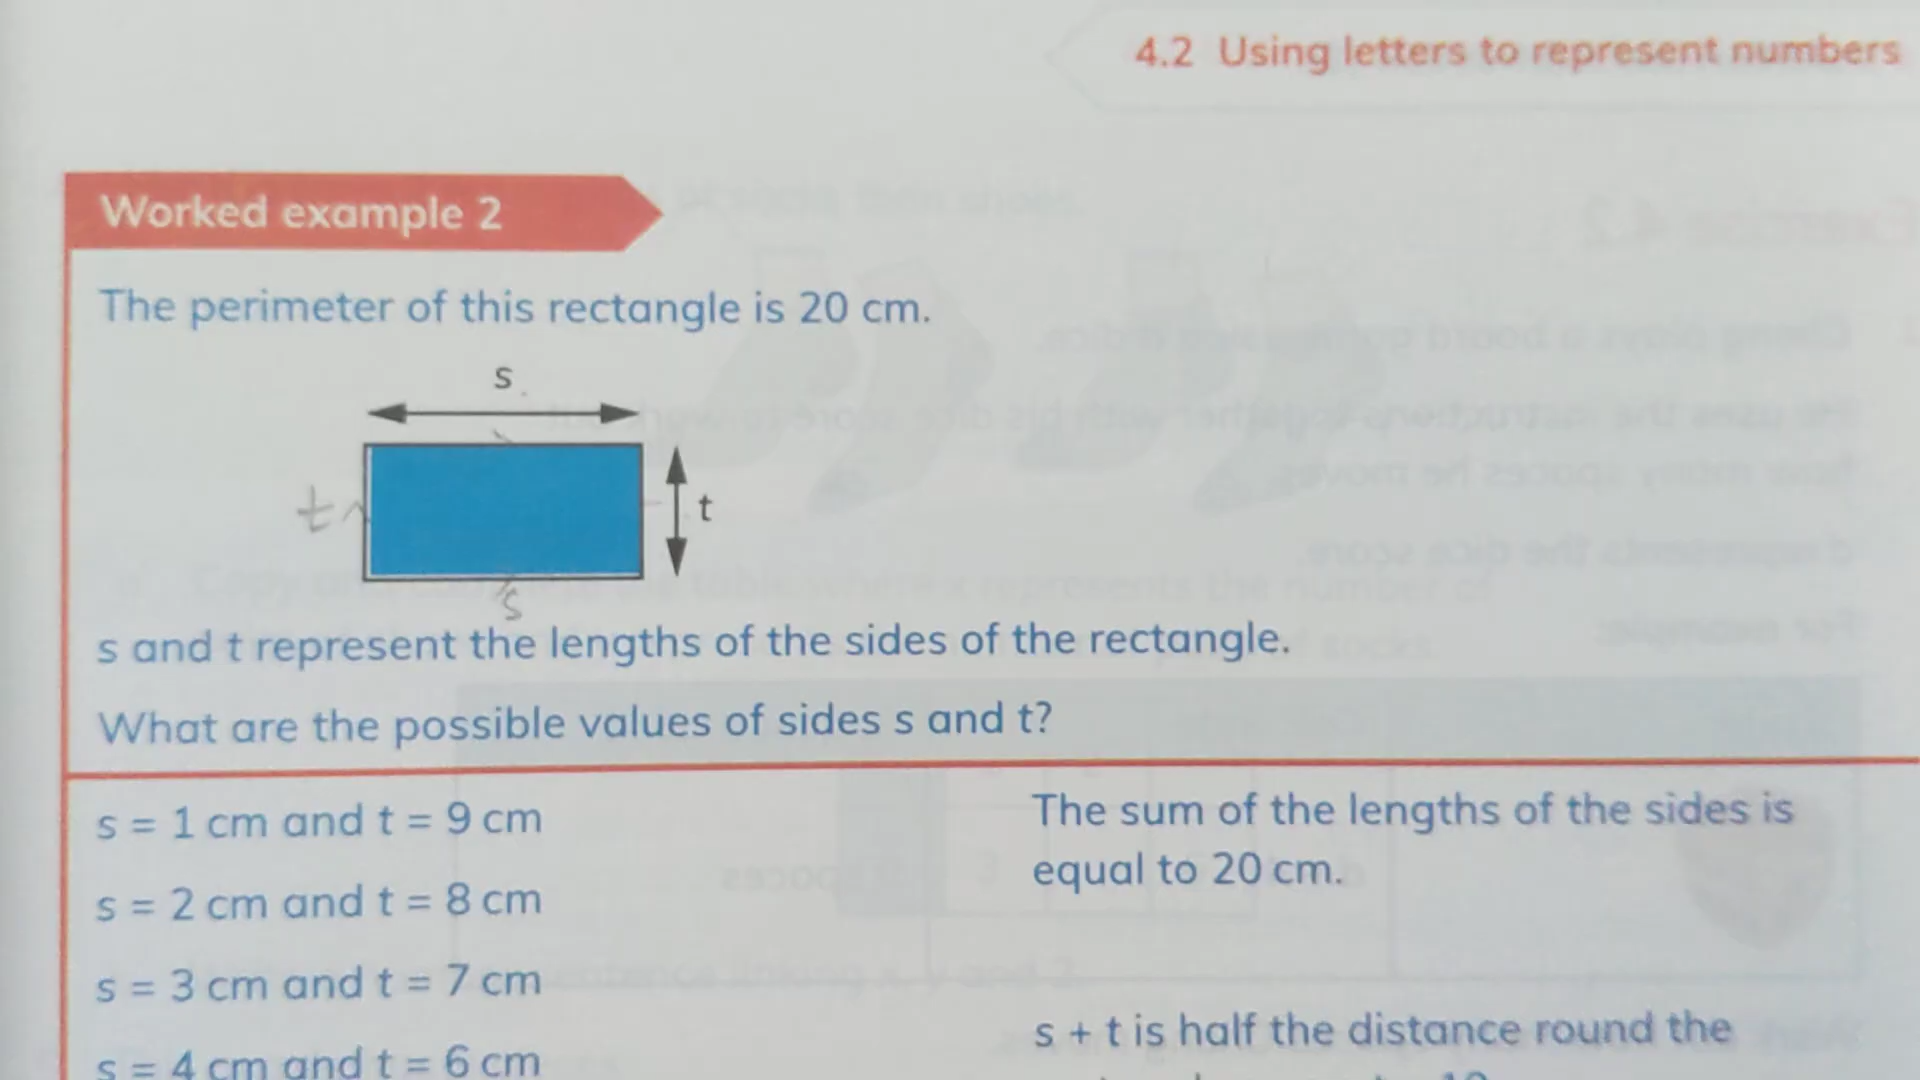 4.2 Using letters to represent numbers
Worked example 2
The perimeter of this rectangle is 20 cm.
s
t
t
s
s and t represent the lengths of the sides of the rectangle.
What are the possible values of sides s and t?
s = 1 cm and t = 9 cm
The sum of the lengths of the sides is
equal to 20 cm.
s = 2 cm and t = 8 cm
s = 3 cm and t = 7 cm
s + t is half the distance round the
s = 4 cm and t = 6 cm